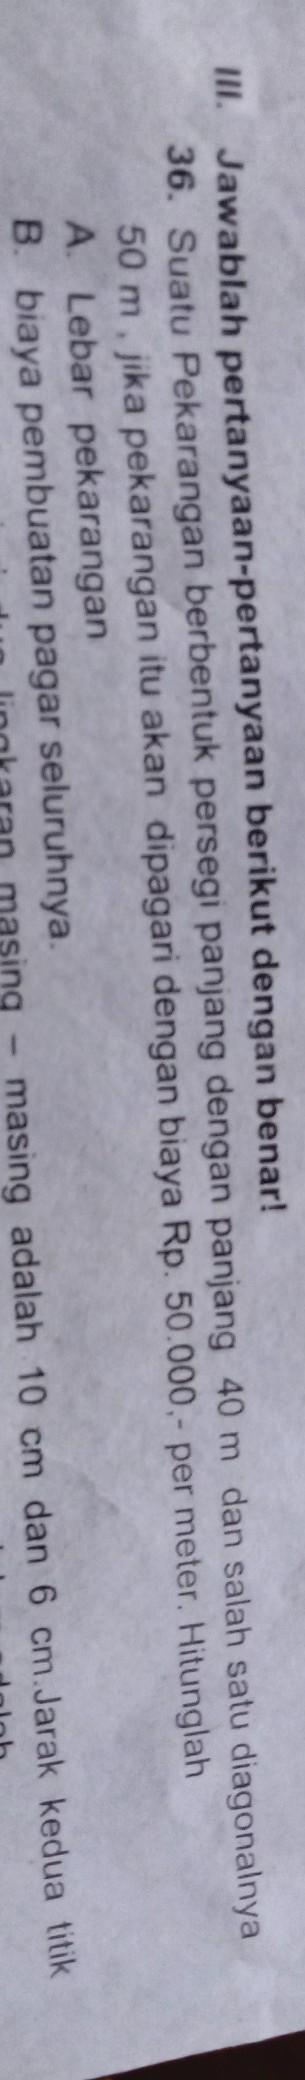 III. Jawablah pertanyaan-pertanyaan berikut dengan benar!
36. Suatu Pekarangan berbentuk persegi panjang dengan panjang 40 m dan salah satu diagonalnya
50 m , jika pekarangan itu akan dipagari dengan biaya Rp. 50.000,- per meter. Hitunglah
A. Lebar pekarangan
B. biaya pembuatan pagar seluruhnya.
lingkaran masing – masing adalah 10 cm dan 6 cm.Jarak kedua titik